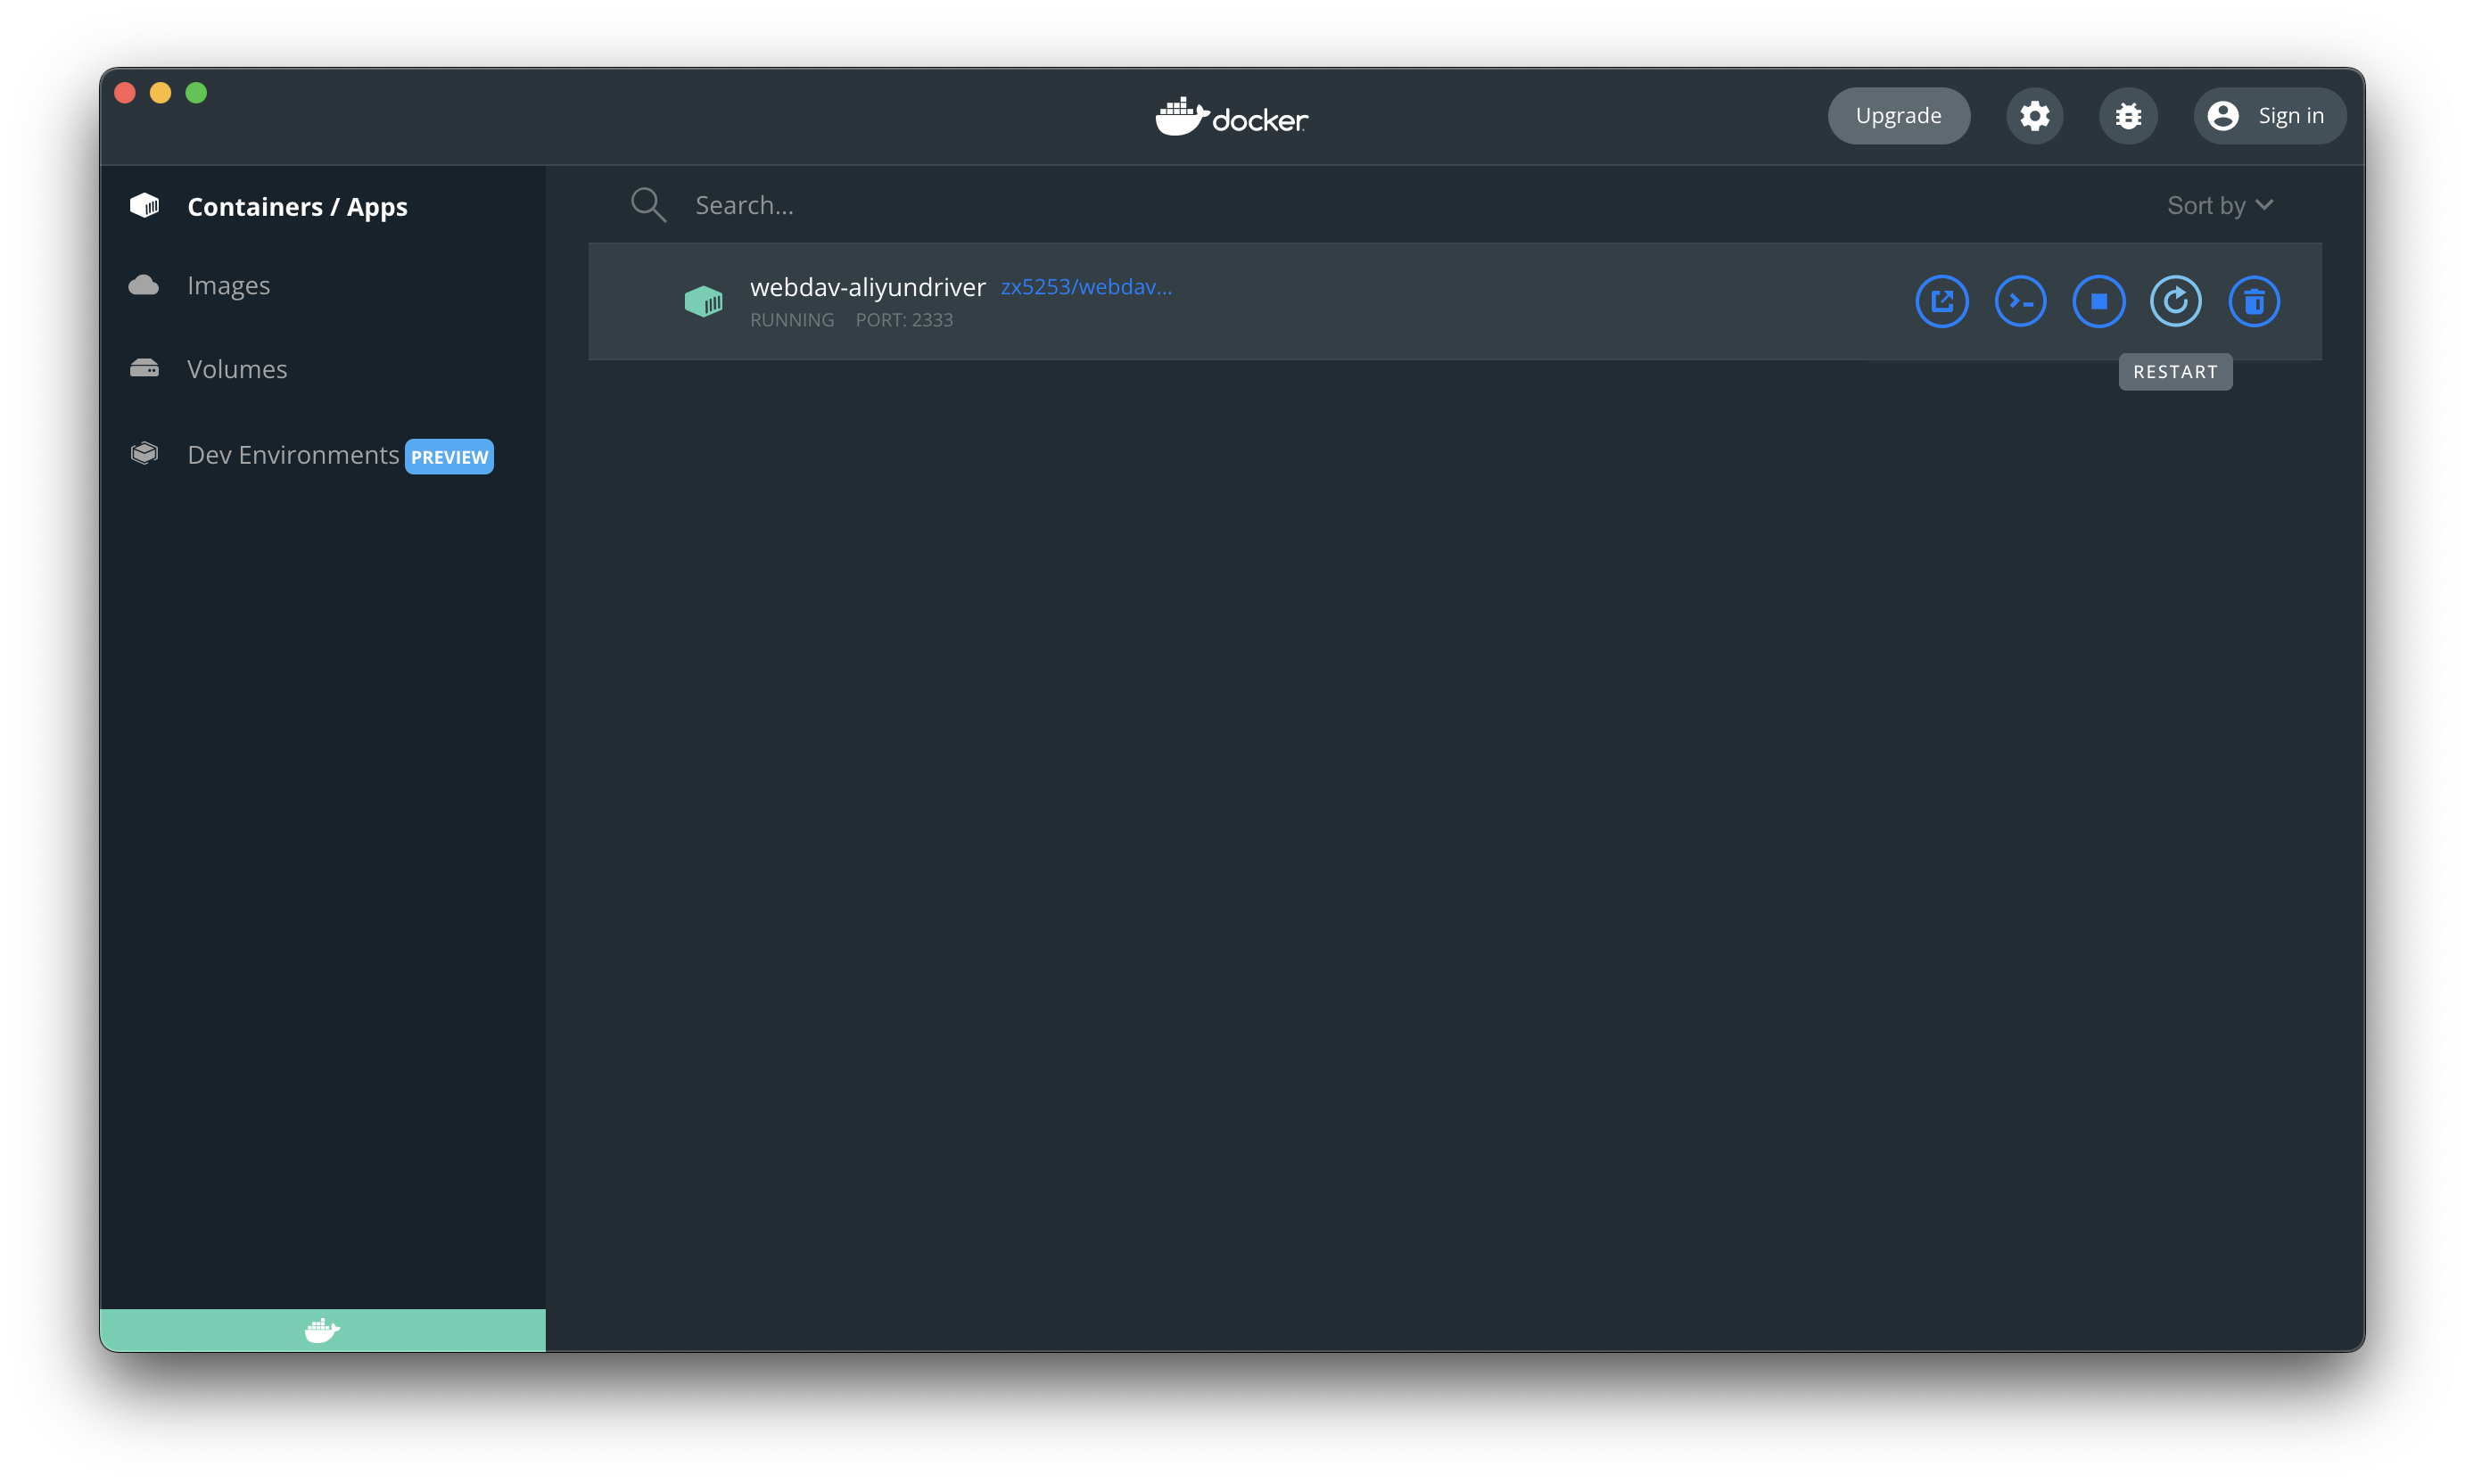 docker
Upgrade
Sign in
Containers / Apps
Images
Volumes
Dev Environments PREVIEW
Search...
Sort by
webdav-aliyundriver zx5253/webdav...
RUNNING PORT: 2333
RESTART